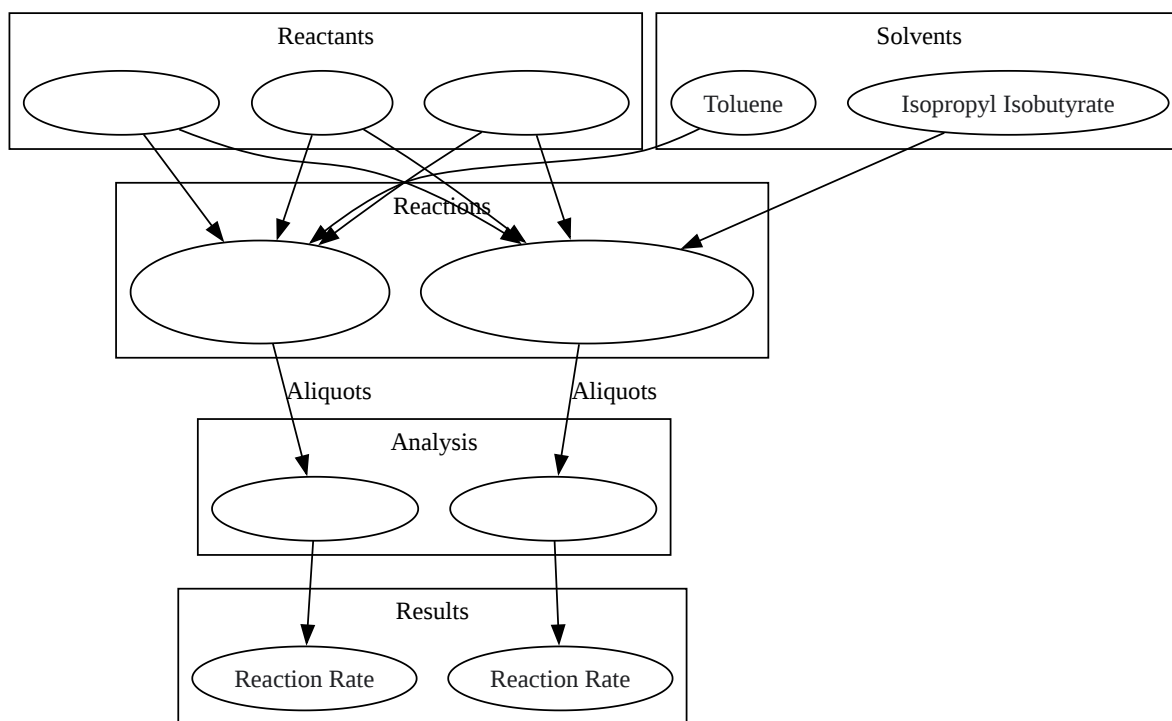 Reactants
Solvents
Toluene
Isopropyl Isobutyrate
Reactions
Aliquots
Aliquots
Analysis
Results
Reaction Rate
Reaction Rate